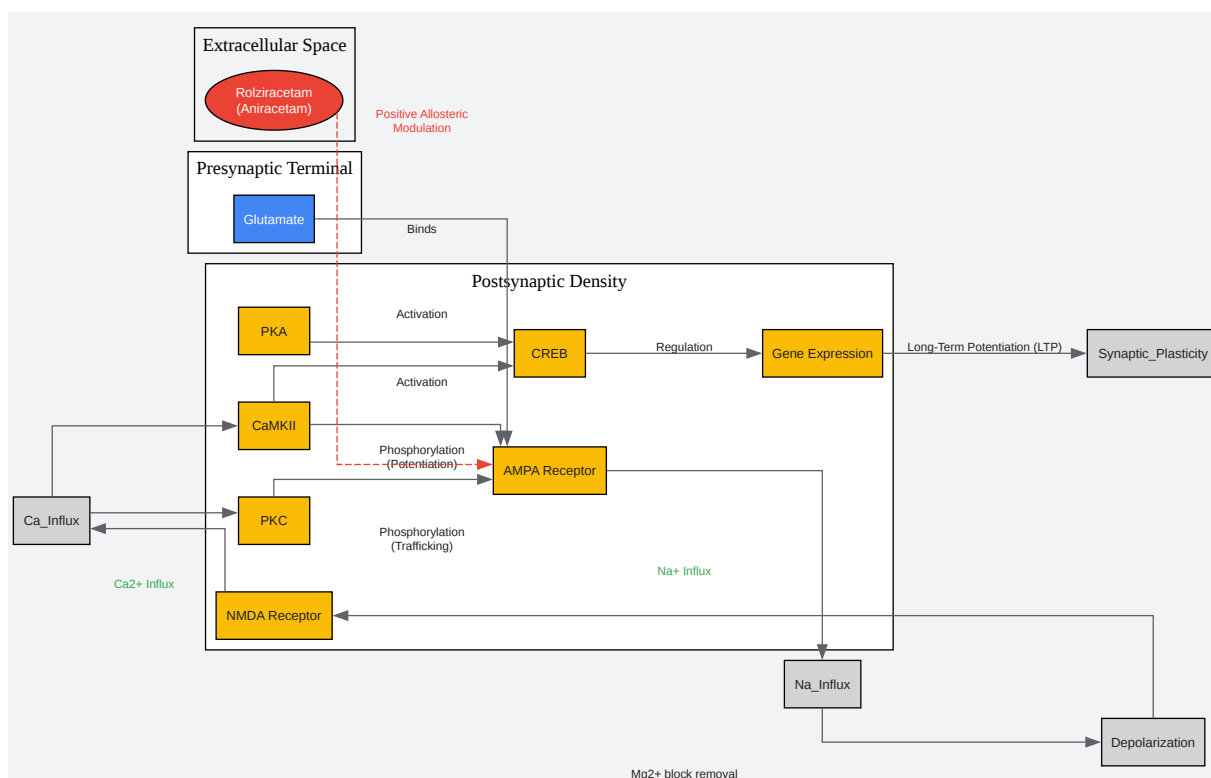 Extracellular Space
Rolziracetam
(Aniracetam)
Positive Allosteric
Modulation
Presynaptic Terminal
Glutamate
Binds
Postsynaptic Density
PKA
Activation
CREB
Regulation
Gene Expression
Long-Term Potentiation (LTP)
Synaptic_Plasticity
Activation
CaMKII
Phosphorylation
(Potentiation)
AMPA Receptor
Ca_Influx
PKC
Phosphorylation
(Trafficking)
Na+ Influx
Ca2+ Influx
NMDA Receptor
Na_Influx
Depolarization
Mg2+ block removal